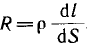 R = ρ dl/dS